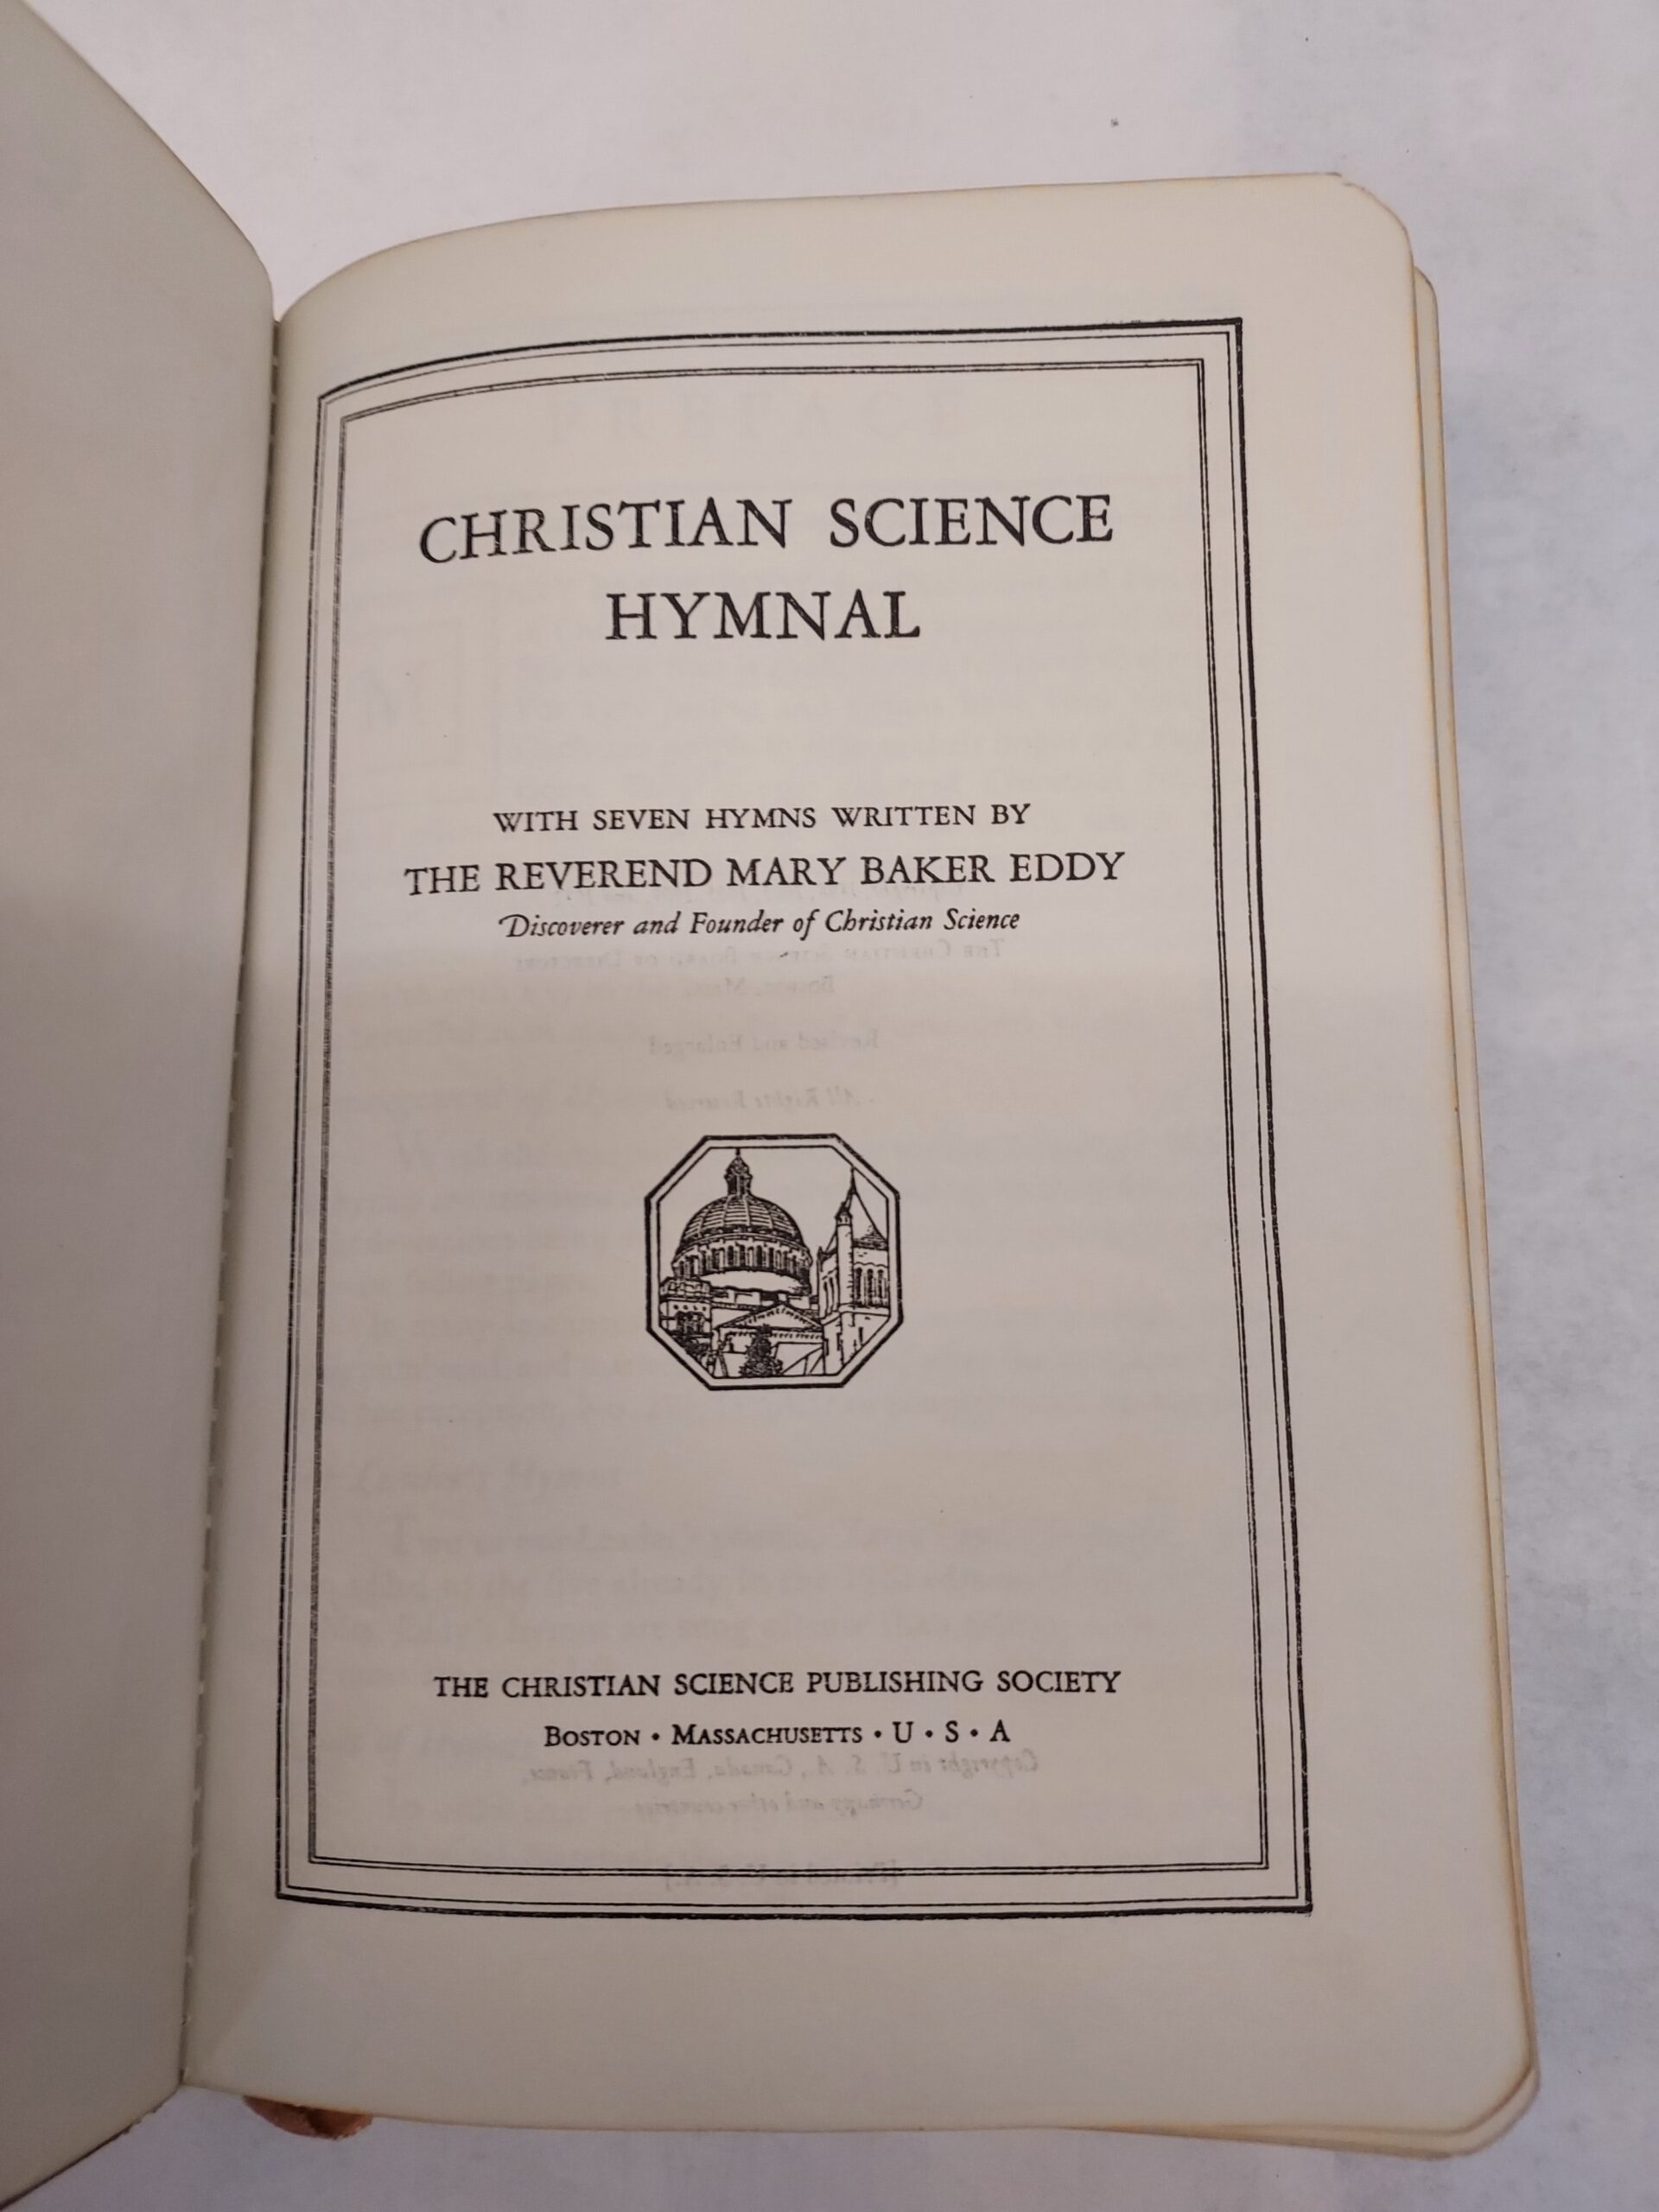 CHRISTIAN SCIENCE
HYMNAL
WITH SEVEN HYMNS WRITTEN BY
THE REVEREND MARY BAKER EDDY
Discoverer and Founder of Christian Science
THE CHRISTIAN SCIENCE PUBLISHING SOCIETY
BOSTON • MASSACHUSETTS • U • S • A